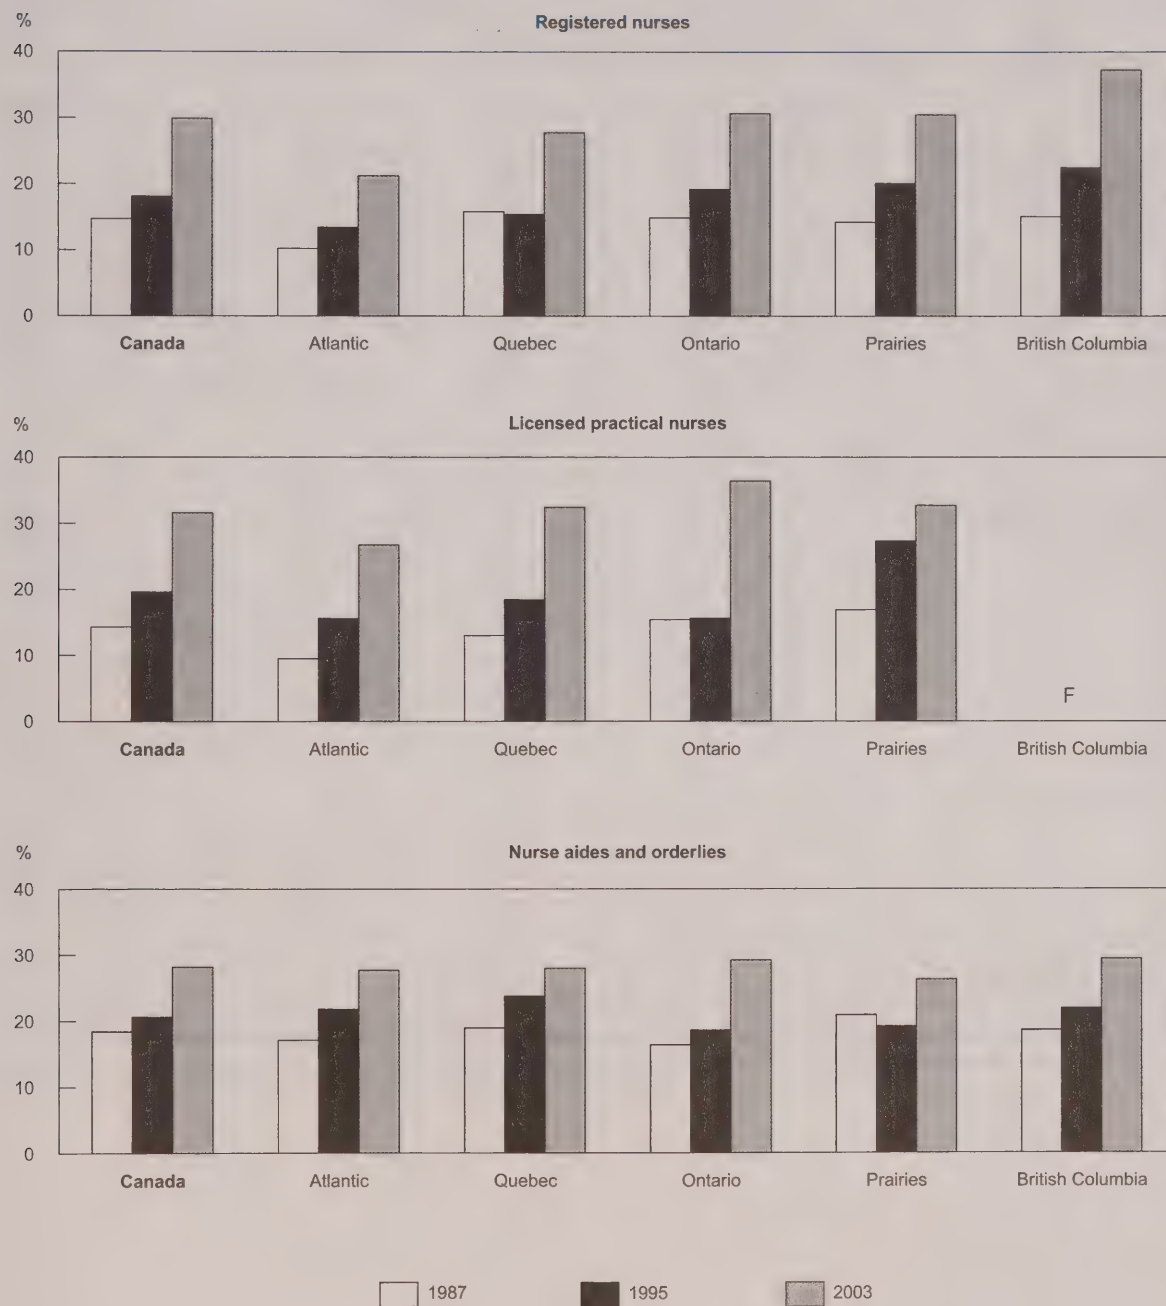 % Registered nurses
40
30
20
10
0
Canada Atlantic Quebec Ontario Prairies British Columbia
% Licensed practical nurses
40
30
20
10
F
0
Canada Atlantic Quebec Ontario Prairies British Columbia
% Nurse aides and orderlies
40
30
20
10
0
Canada Atlantic Quebec Ontario Prairies British Columbia
1987 1995 2003